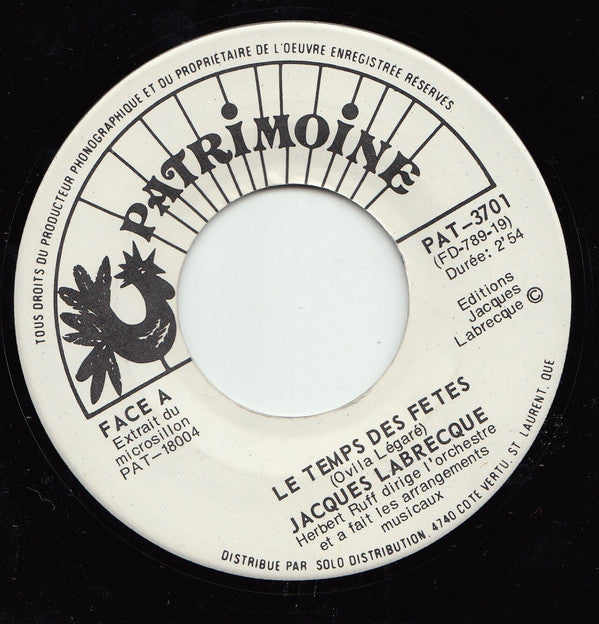 TOUS DROITS DU PRODUCTEUR PHONOGRAPHIQUE ET DU PROPRIÉTAIRE DE L'OEUVRE ENREGISTRÉE RÉSERVES
PATRIMOINE
PAT-3701
(FD-789-19)
Durée: 2'54
Editions
Jacques
Labrecque ©
FACE A
Extrait du
microsillon
PAT-18004
LE TEMPS DES FETES
(Ovila Légaré)
JACQUES LABRECQUE
Herbert Ruff dirige l'orchestre
et a fait les arrangements
musicaux
DISTRIBUE PAR SOLO DISTRIBUTION, 4740 COTE VERTU, ST. LAURENT, QUE